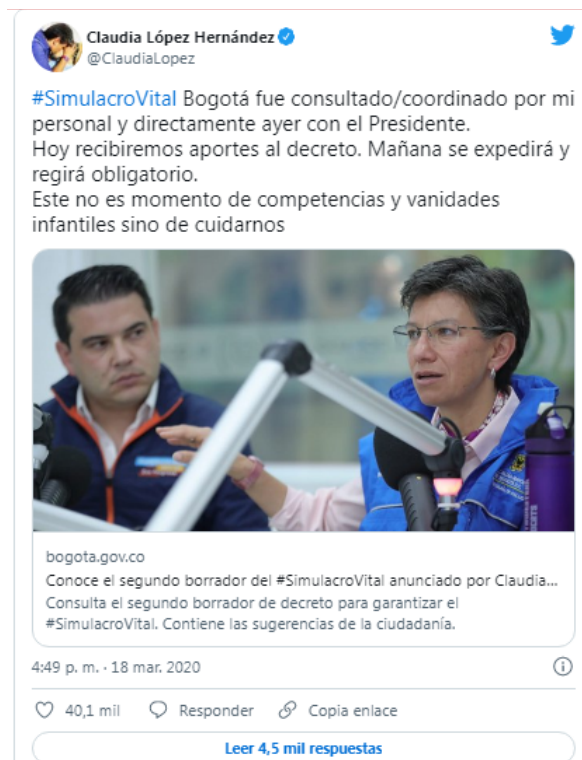 Claudia López Hernández
@ClaudiaLopez
#SimulacroVital Bogotá fue consultado/coordinado por mi
personal y directamente ayer con el Presidente.
Hoy recibiremos aportes al decreto. Mañana se expedirá y
regirá obligatorio.
Este no es momento de competencias y vanidades
infantiles sino de cuidarnos
bogota.gov.co
Conoce el segundo borrador del #SimulacroVital anunciado por Claudia...
Consulta el segundo borrador de decreto para garantizar el
#SimulacroVital. Contiene las sugerencias de la ciudadanía.
4:49 p. m. · 18 mar. 2020
40,1 mil Responder Copia enlace
Leer 4,5 mil respuestas